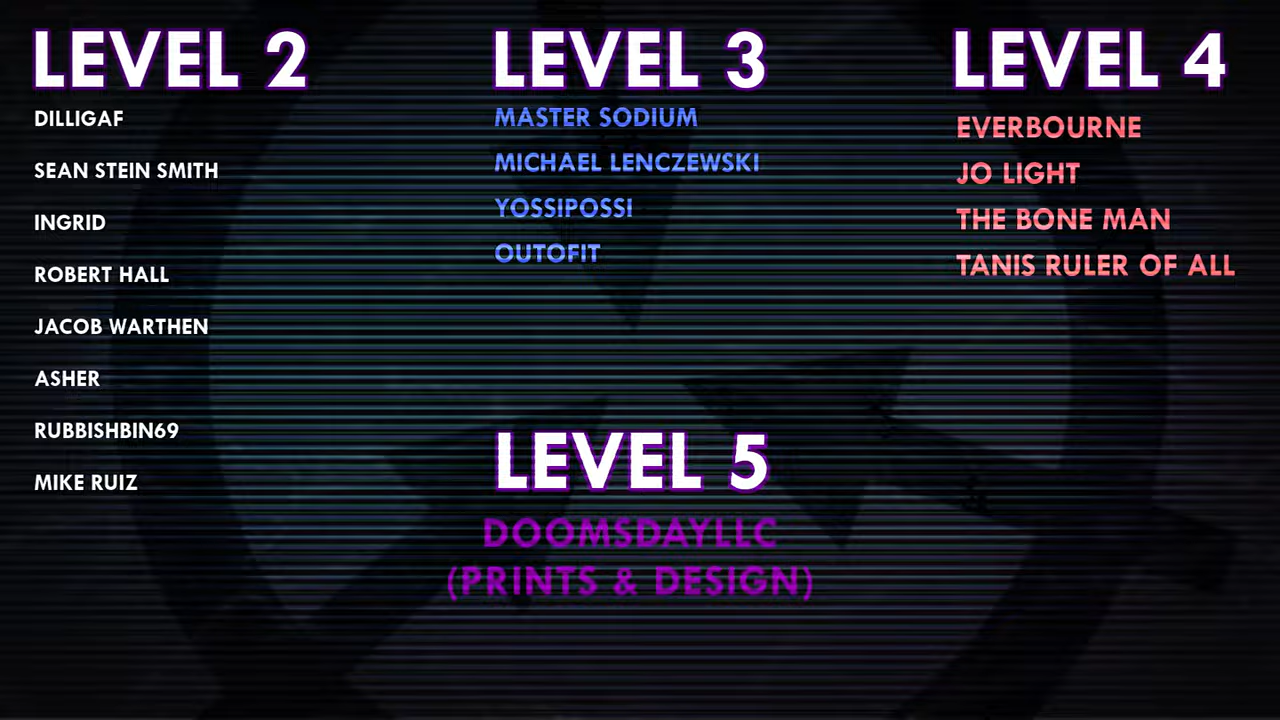 LEVEL 2
DILLIGAF
SEAN STEIN SMITH
INGRID
ROBERT HALL
JACOB WARTHEN
ASHER
RUBBISHBIN69
MIKE RUIZ
LEVEL 3
MASTER SODIUM
MICHAEL LENCZEWSKI
YOSSIPOSSI
OUTOFIT
LEVEL 4
EVERBOURNE
JO LIGHT
THE BONE MAN
TANIS RULER OF ALL
LEVEL 5
DOOMSDAYLLC
(PRINTS & DESIGN)